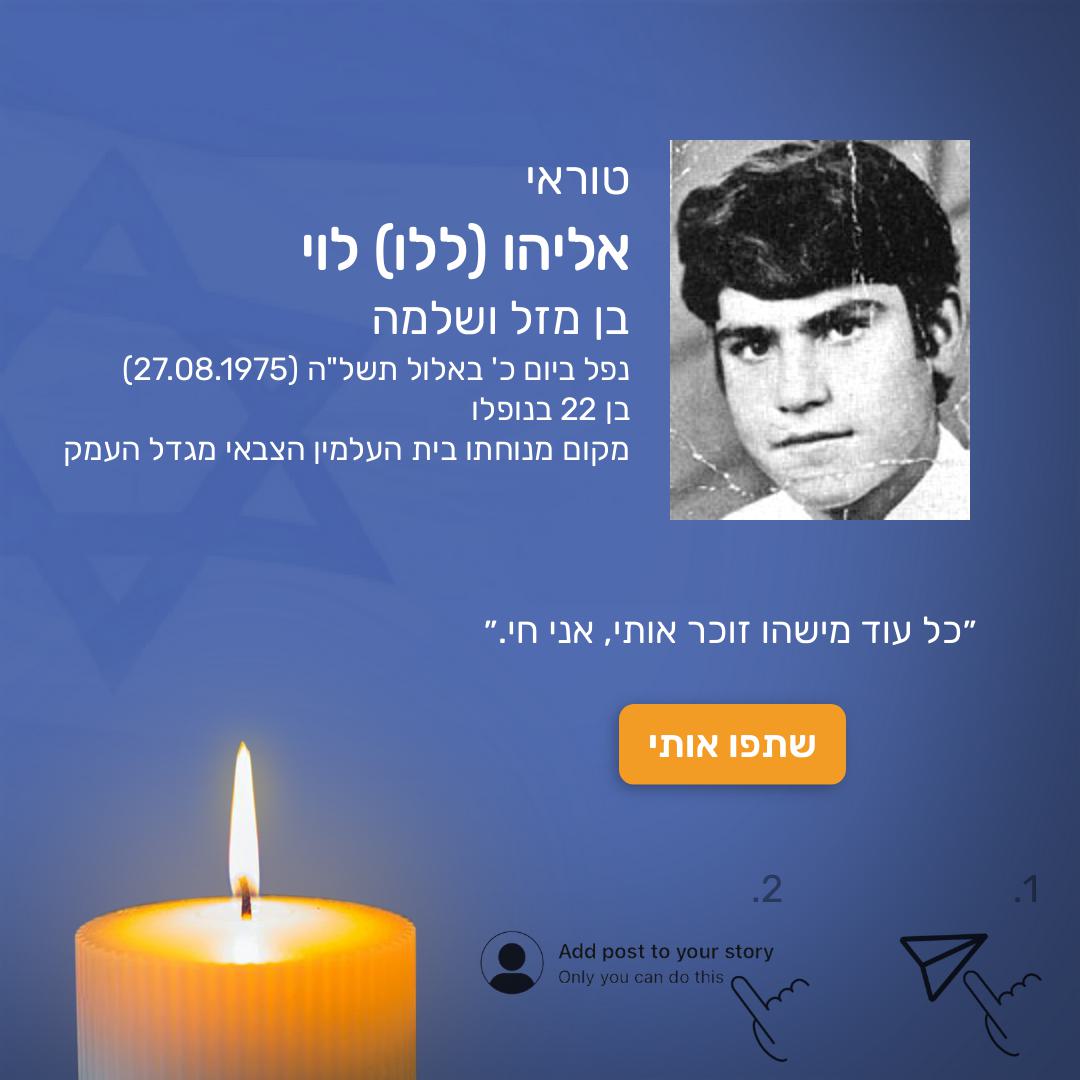 טוראי
אליהו (ללו) לוי
בן מזל ושלמה
נפל ביום כ' באלול תשל"ה (27.08.1975)
בן 22 בנופלו
מקום מנוחתו בית העלמין הצבאי מגדל העמק
״כל עוד מישהו זוכר אותי, אני חי.״
שתפו אותי
1.
2.
Add post to your story
Only you can do this